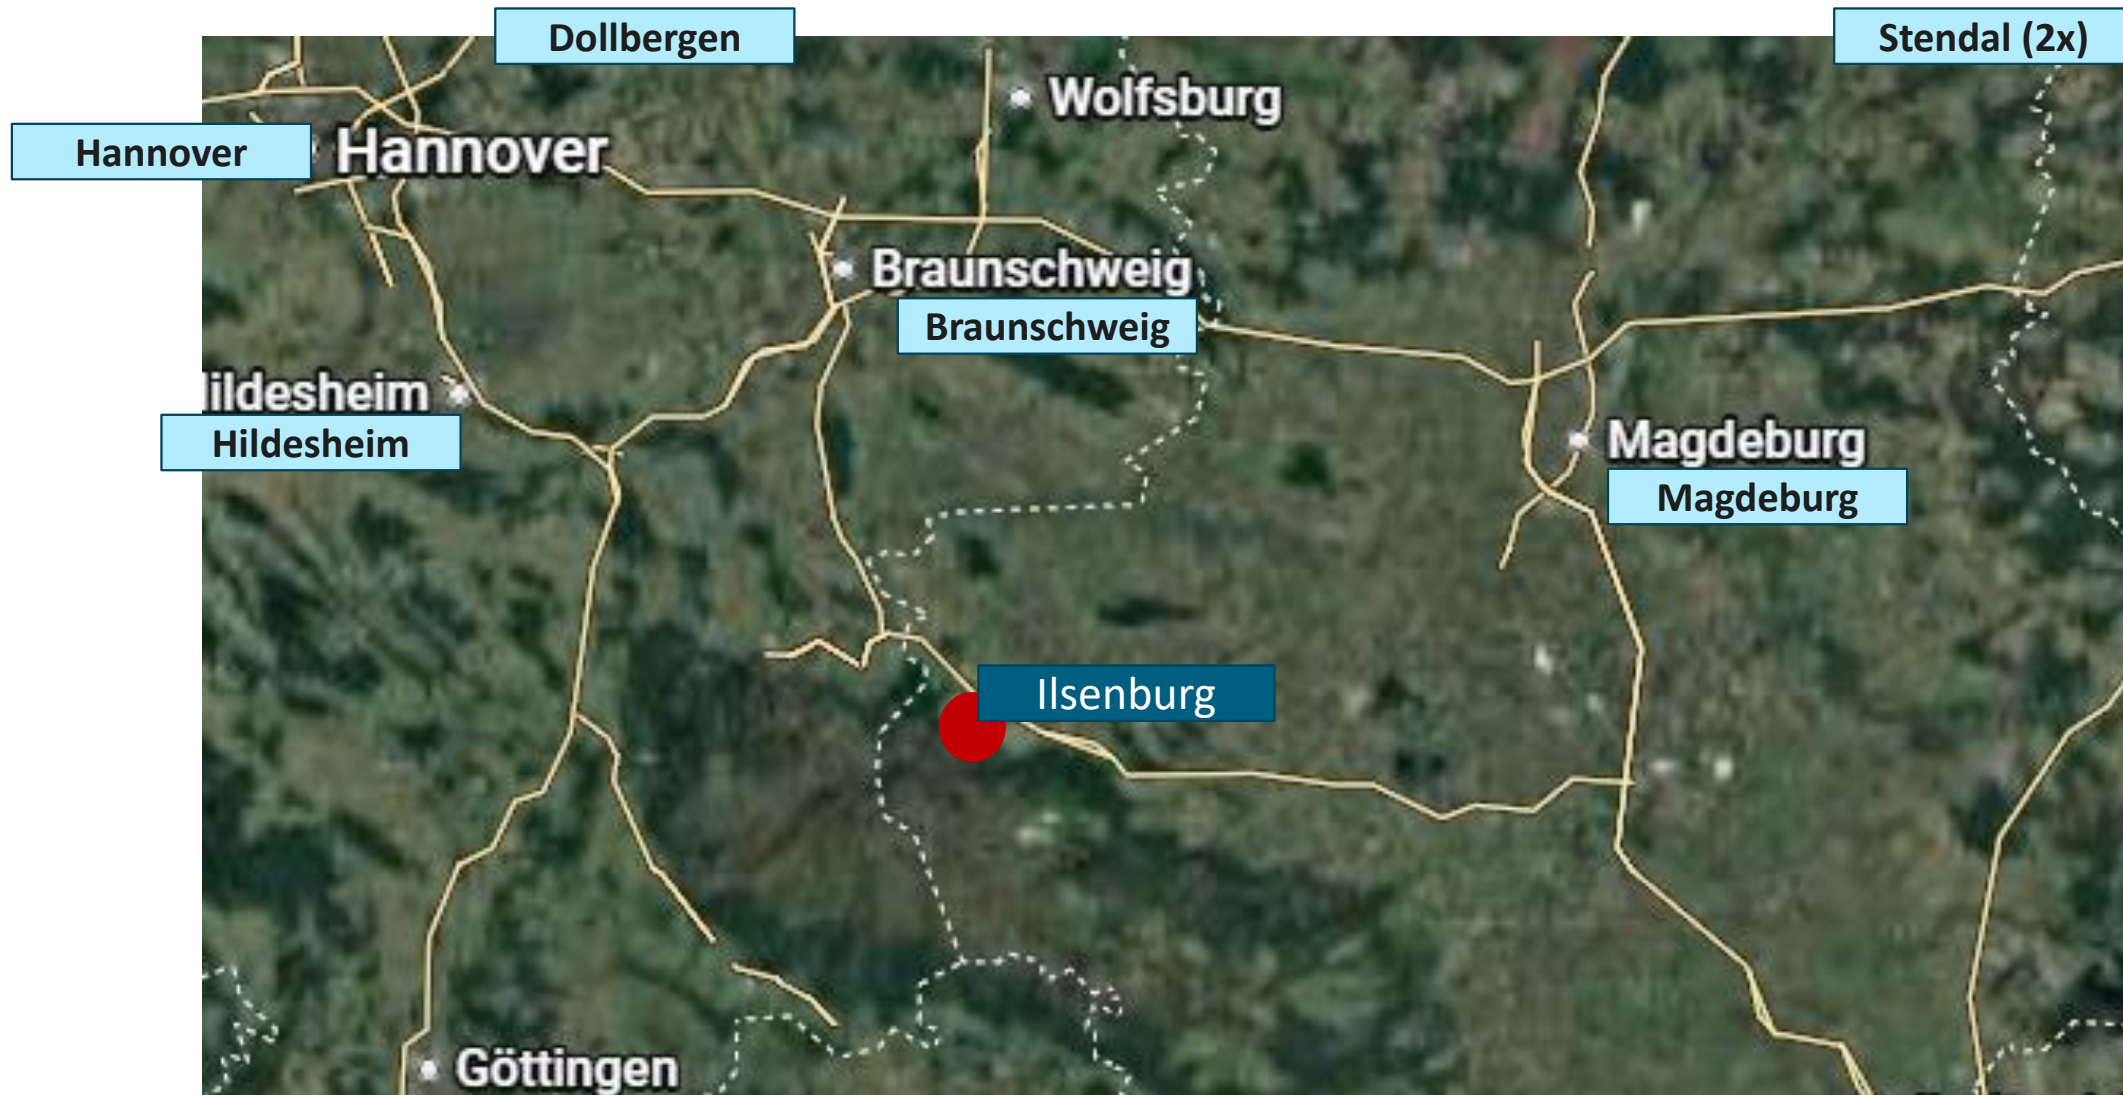 Dollbergen
Stendal (2x)
Wolfsburg
Hannover
Hannover
Braunschweig
Braunschweig
ildesheim
Hildesheim
Magdeburg
Magdeburg
Ilsenburg
Göttingen